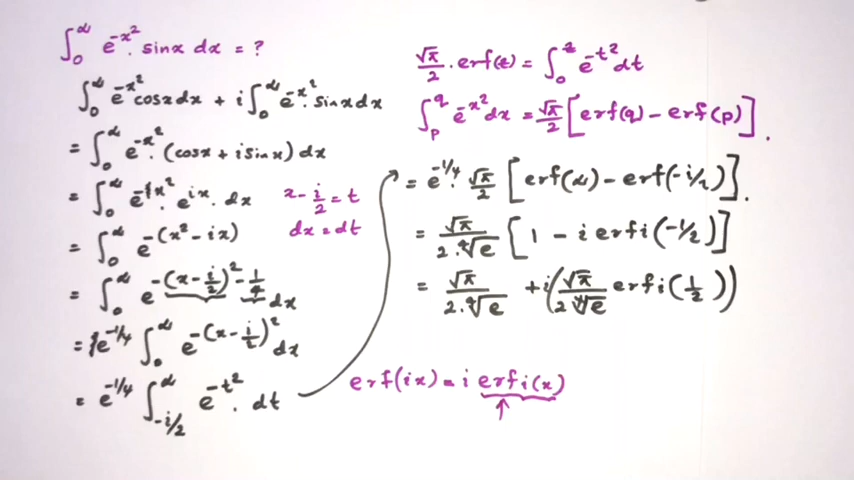 ∫₀^∝ e^{-x²}. sinx dx = ?
∫₀^∝ e^{-x²} cosx dx + i ∫₀^∝ e^{-x²}. sinx dx
= ∫₀^∝ e^{-x²}. (cosx + i sinx) dx
= ∫₀^∝ e^{-x²}. e^{ix}. dx
x - i/2 = t
dx = dt
= ∫₀^∝ e^{-(x² - ix)}
= ∫₀^∝ e^{-(x - i/2)² - 1/4} dx
= e^{-1/4} ∫₀^∝ e^{-(x - i/2)²} dx
= e^{-1/4} ∫_{-i/2}^∝ e^{-t²}. dt
√π/2 . erf(z) = ∫₀^z e^{-t²} dt
∫_p^q e^{-x²} dx = √π/2 [erf(q) - erf(p)].
= e^{-1/4}. √π/2 [erf(∝) - erf(-i/2)].
= √π/(2.⁴√e) [1 - i erfi(-1/2)]
= √π/(2.⁴√e) + i(√π/(2 ⁴√e) erfi(1/2))
erf(ix) = i erfi(x)